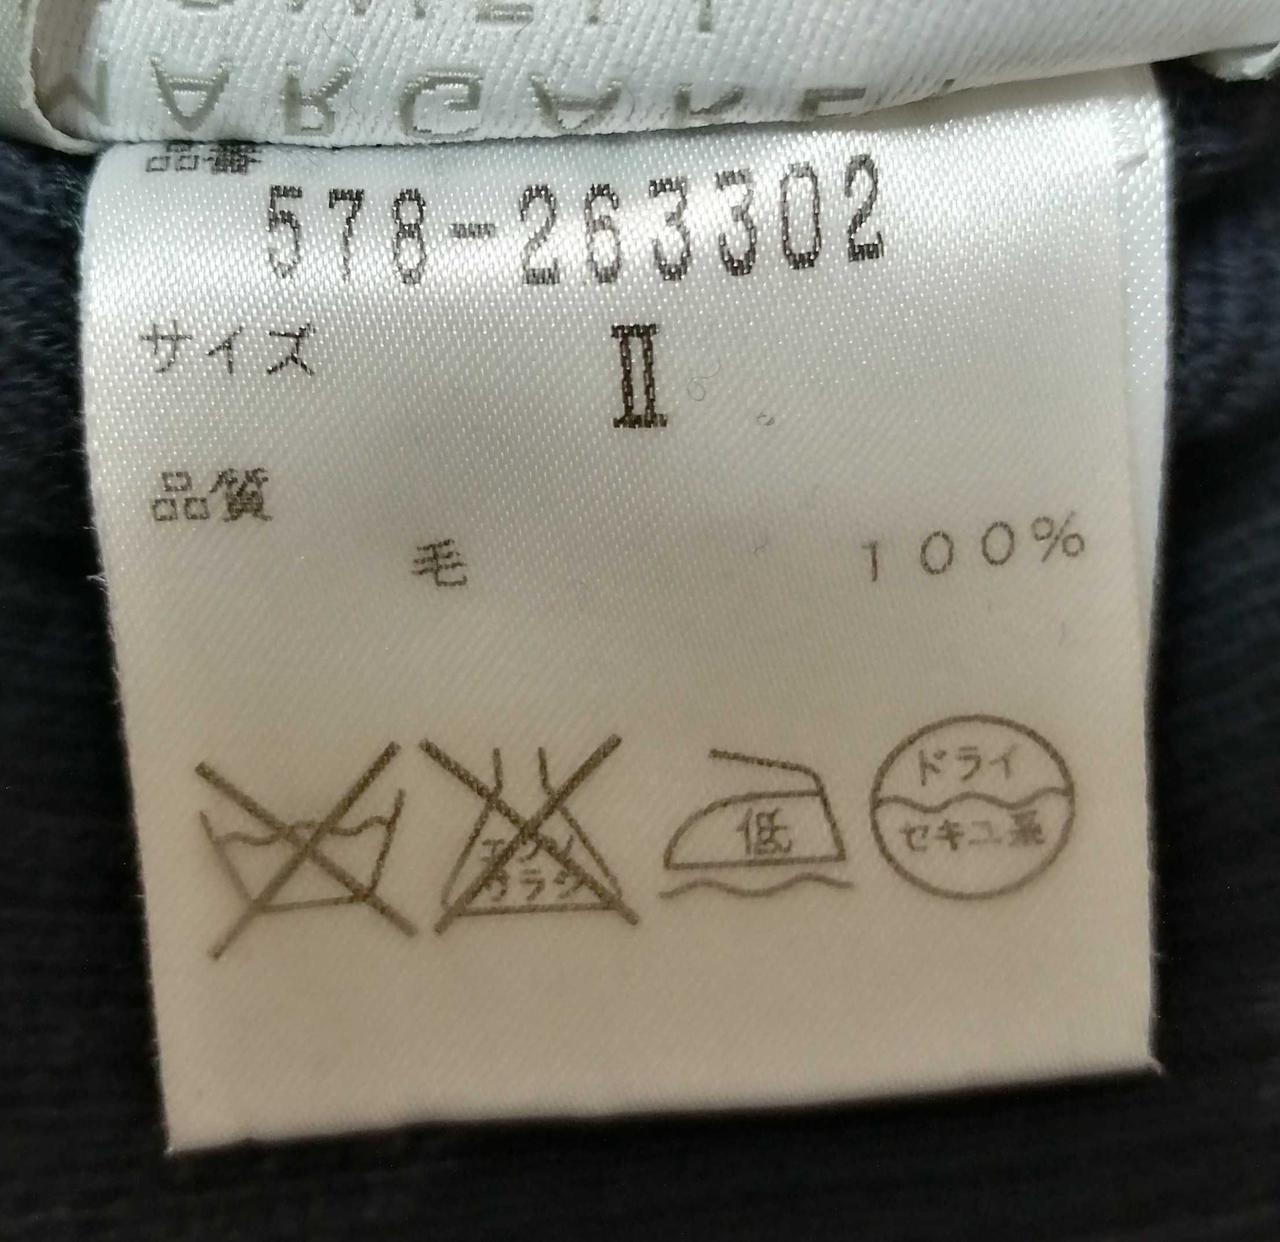 MARGARET
品番
578-263302
サイズ
II
品質
毛 100%
エンソ
サラシ
低
ドライ
セキユ系